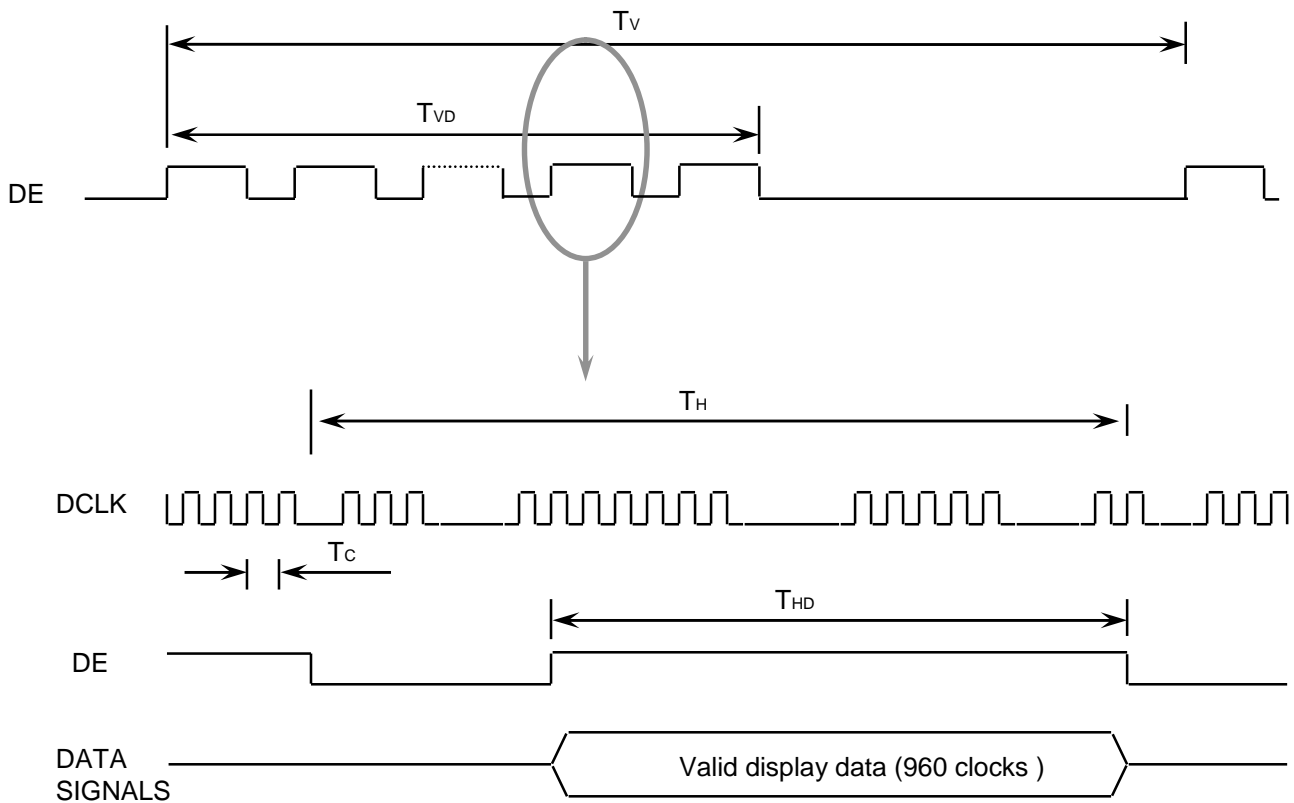 TV
TVD
DE
TH
DCLK
TC
THD
DE
DATA
SIGNALS
Valid display data (960 clocks )